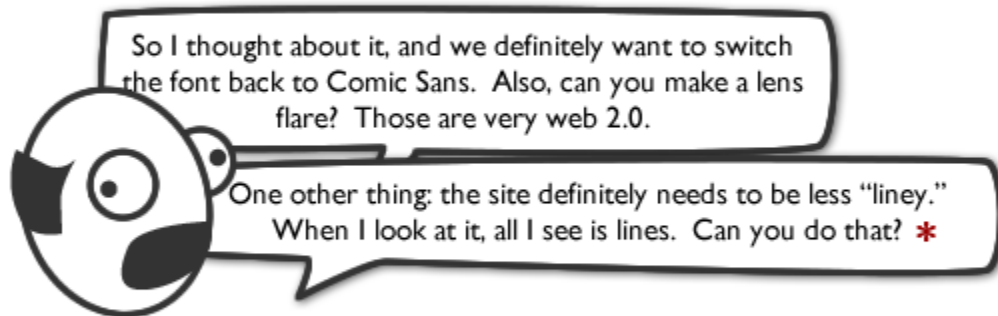 So I thought about it, and we definitely want to switch
the font back to Comic Sans. Also, can you make a lens
flare? Those are very web 2.0.
One other thing: the site definitely needs to be less “liney.”
When I look at it, all I see is lines. Can you do that? *